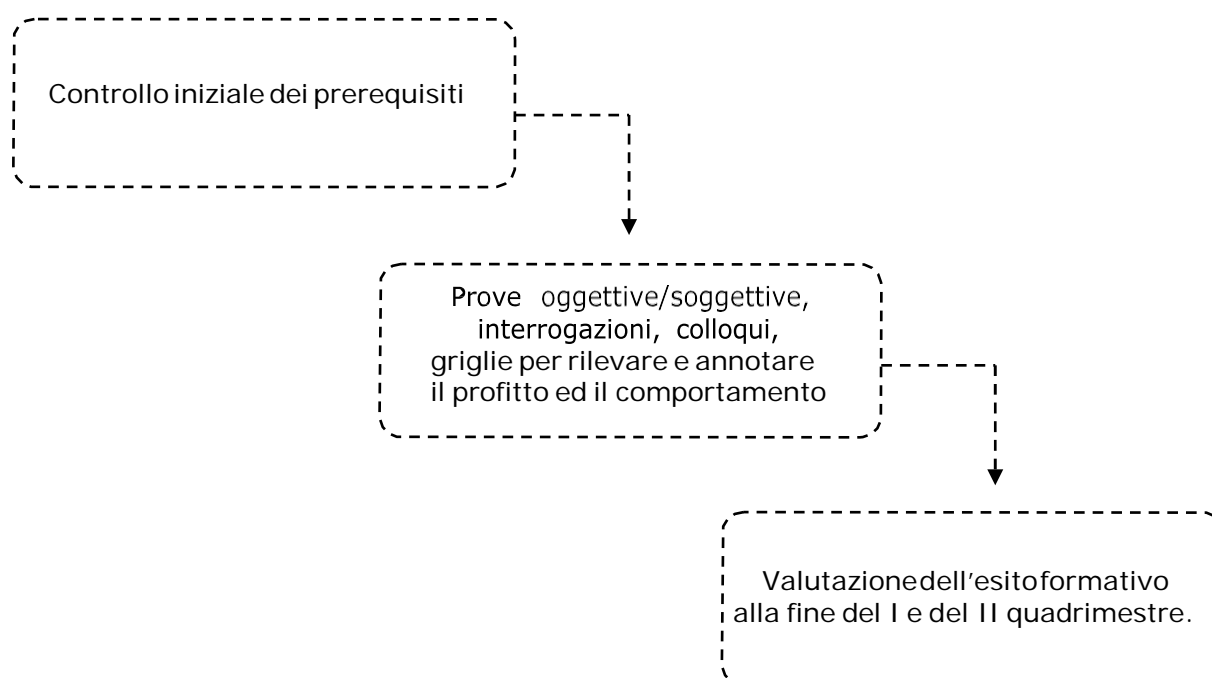 Controllo iniziale dei prerequisiti
Prove oggettive/soggettive,
interrogazioni, colloqui,
griglie per rilevare e annotare
il profitto ed il comportamento
Valutazione dell'esito formativo
alla fine del I e del II quadrimestre.